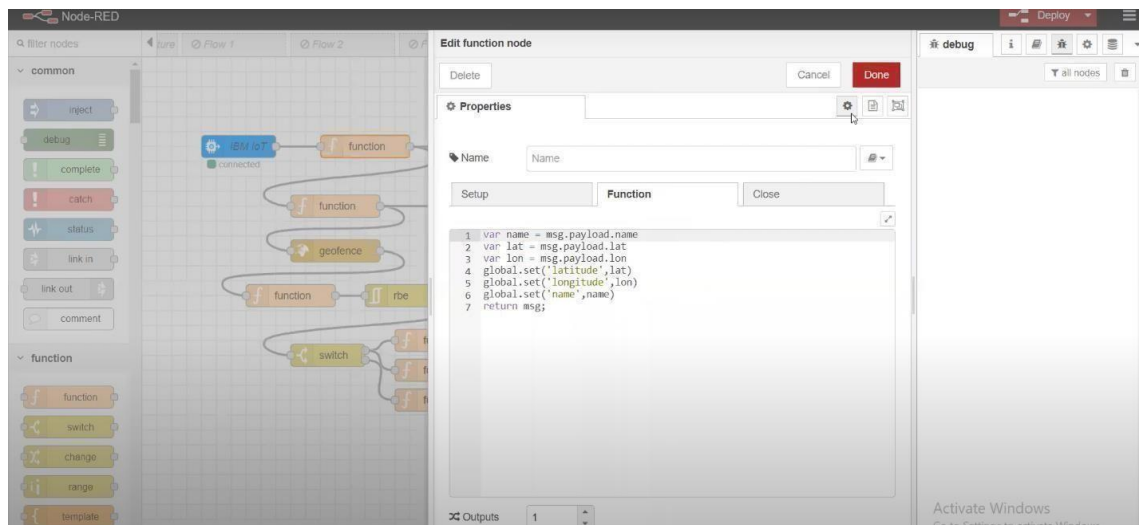 Node-RED
Deploy
filter nodes
Flow 1
Flow 2
common
inject
debug
complete
catch
status
link in
link out
comment
function
function
switch
change
range
template
IBM IoT
connected
function
function
geofence
function
rbe
switch
Edit function node
Delete
Cancel
Done
Properties
Name
Name
Setup
Function
Close
1 var name = msg.payload.name
2 var lat = msg.payload.lat
3 var lon = msg.payload.lon
4 global.set('latitude',lat)
5 global.set('longitude',lon)
6 global.set('name',name)
7 return msg;
Outputs
1
debug
i
all nodes
Activate Windows